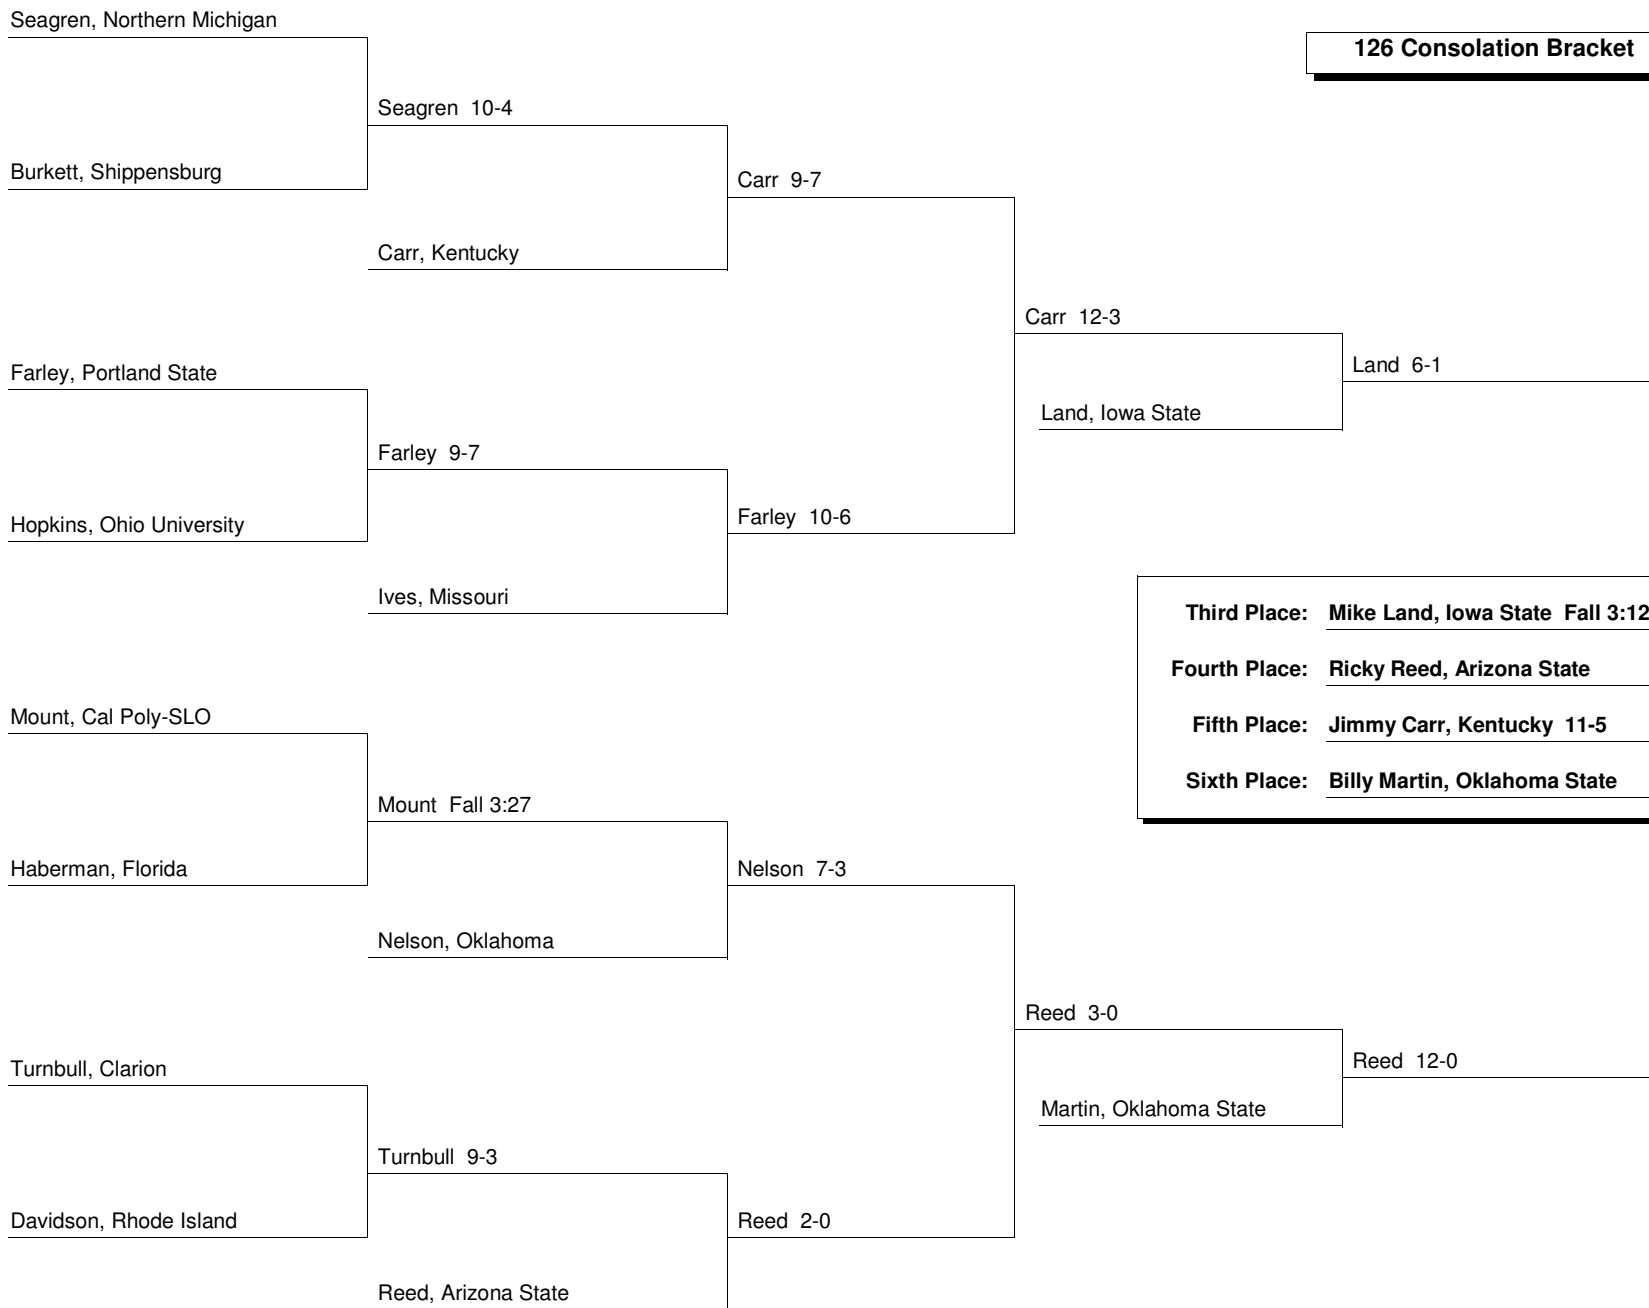 Seagren, Northern Michigan
126 Consolation Bracket
Seagren 10-4
Burkett, Shippensburg
Carr 9-7
Carr, Kentucky
Carr 12-3
Farley, Portland State
Land 6-1
Land, Iowa State
Farley 9-7
Hopkins, Ohio University
Farley 10-6
Ives, Missouri
Third Place: Mike Land, Iowa State Fall 3:12
Fourth Place: Ricky Reed, Arizona State
Fifth Place: Jimmy Carr, Kentucky 11-5
Sixth Place: Billy Martin, Oklahoma State
Mount, Cal Poly-SLO
Mount Fall 3:27
Haberman, Florida
Nelson 7-3
Nelson, Oklahoma
Reed 3-0
Turnbull, Clarion
Reed 12-0
Martin, Oklahoma State
Turnbull 9-3
Davidson, Rhode Island
Reed 2-0
Reed, Arizona State